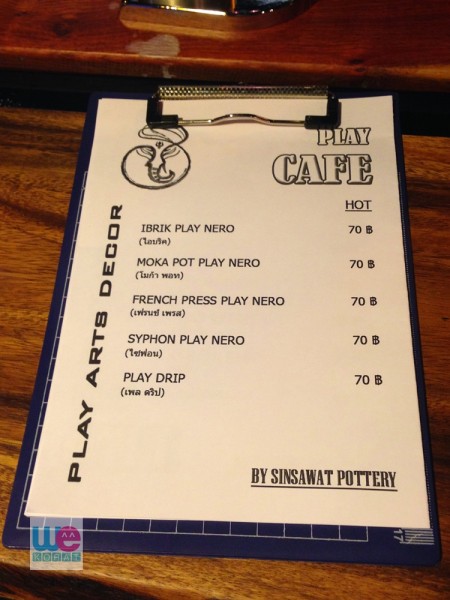 PLAY
CAFE
HOT
IBRIK PLAY NERO 70 ฿
(ไอบริค)
MOKA POT PLAY NERO 70 ฿
(โมก้า พอท)
FRENCH PRESS PLAY NERO 70 ฿
(เฟรนช์ เพรส)
SYPHON PLAY NERO 70 ฿
(ไซฟ่อน)
PLAY DRIP 70 ฿
(เพล ดริป)
PLAY ARTS DECOR
BY SINSAWAT POTTERY
17
we
KORAT